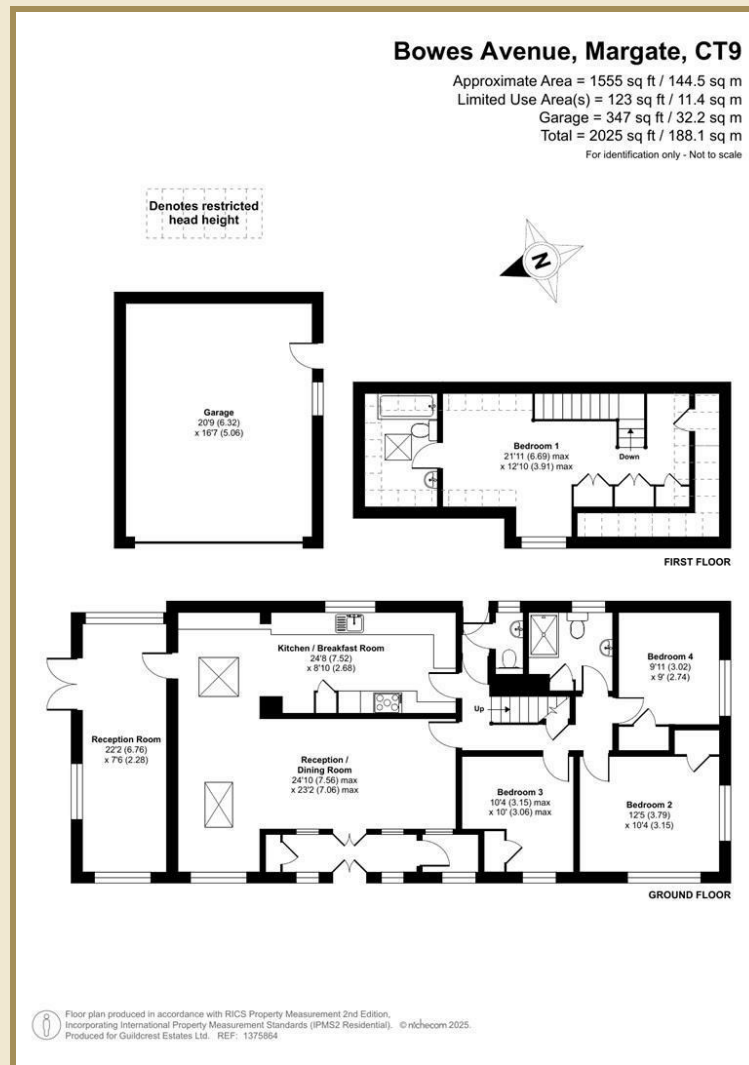 Bowes Avenue, Margate, CT9
Approximate Area = 1555 sq ft / 144.5 sq m
Limited Use Area(s) = 123 sq ft / 11.4 sq m
Garage = 347 sq ft / 32.2 sq m
Total = 2025 sq ft / 188.1 sq m
For identification only - Not to scale
Denotes restricted
head height
N
Garage
20'9 (6.32)
x 16'7 (5.06)
Bedroom 1
21'11 (6.69) max
x 12'10 (3.91) max
Down
FIRST FLOOR
Kitchen / Breakfast Room
24'8 (7.52)
x 8'10 (2.68)
Bedroom 4
9'11 (3.02)
x 9' (2.74)
Up
Reception Room
22'2 (6.76)
x 7'6 (2.28)
Reception /
Dining Room
24'10 (7.56) max
x 23'2 (7.06) max
Bedroom 3
10'4 (3.15) max
x 10' (3.06) max
Bedroom 2
12'5 (3.79)
x 10'4 (3.15)
GROUND FLOOR
Floor plan produced in accordance with RICS Property Measurement 2nd Edition,
Incorporating International Property Measurement Standards (IPMS2 Residential). © nichecom 2025.
Produced for Guildcrest Estates Ltd. REF: 1375864